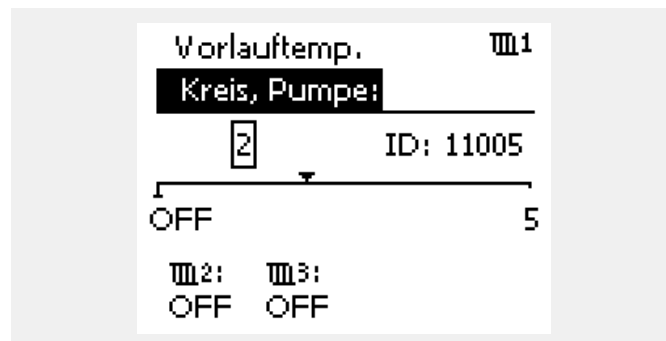 Vorlauftemp. 1
Kreis, Pumpe:
2 ID: 11005
OFF 5
2: 3:
OFF OFF